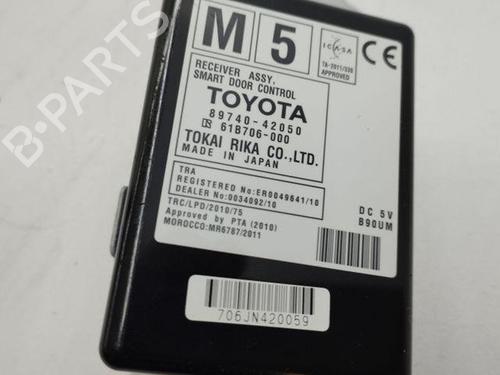 M 5
ICASA
TA-2011/330
APPROVED
CE
RECEIVER ASSY,
SMART DOOR CONTROL
TOYOTA
89740-42050
61B706-000
TOKAI RIKA CO.,LTD.
MADE IN JAPAN
TRA
REGISTERED No:ER0049641/10
DEALER No:0034092/10
TRC/LPD/2010/75
Approved by PTA (2010)
MOROCCO:MR6787/2011
DC 5V
B90UM
706JN420059
B-PARTS